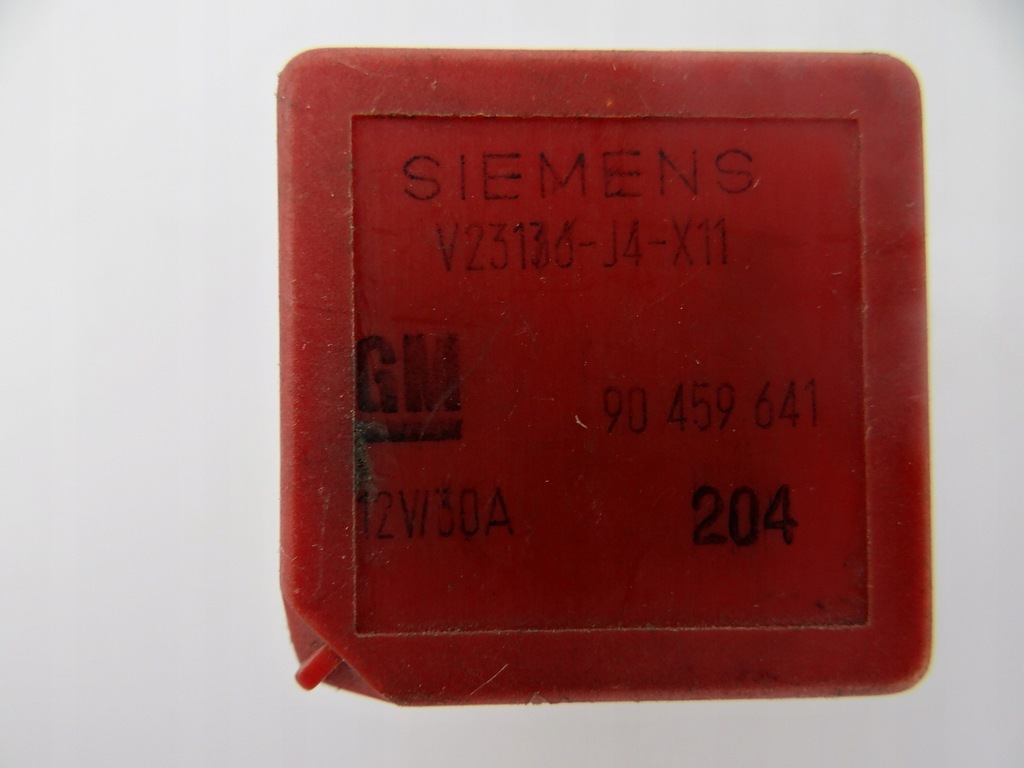 SIEMENS
V23136-J4-X11
GM
90 459 641
12V/30A
204